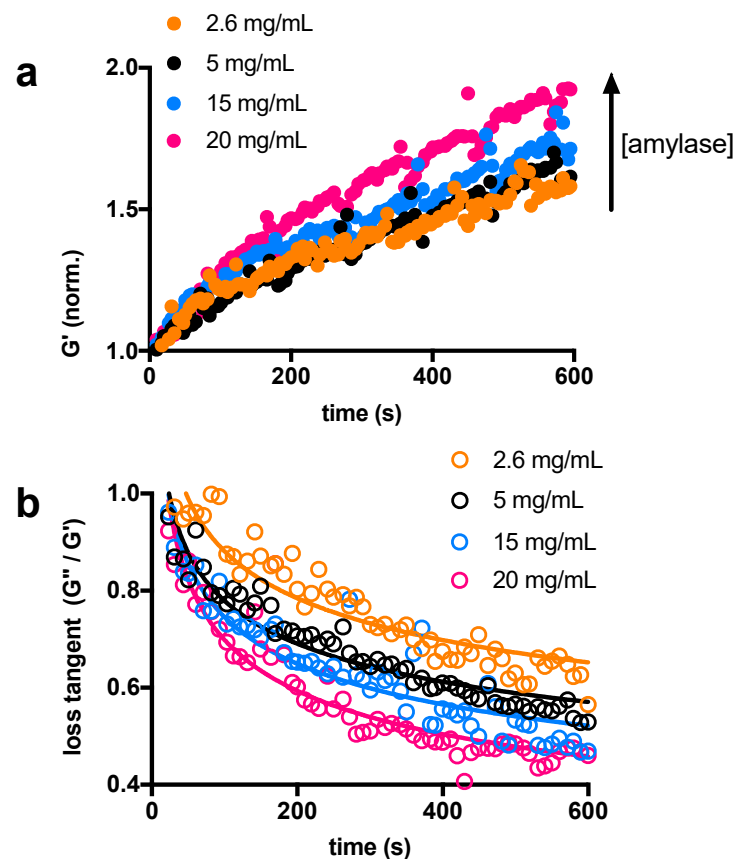 2.6 mg/mL
5 mg/mL
15 mg/mL
20 mg/mL
a
2.0
1.5
1.0
G' (norm.)
[amylase]
0
200
400
600
time (s)
2.6 mg/mL
5 mg/mL
15 mg/mL
20 mg/mL
b
1.0
0.8
0.6
0.4
loss tangent (G'' / G')
0
200
400
600
time (s)